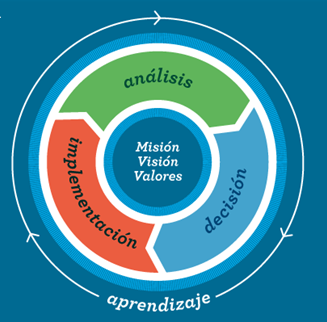 análisis
Misión
Visión
Valores
implementación
decisión
aprendizaje